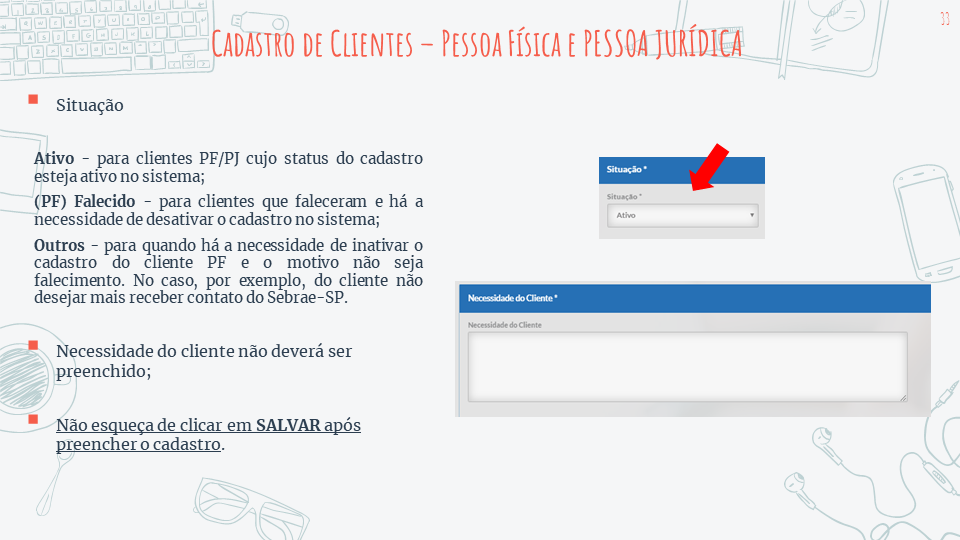 33
Cadastro de Clientes – Pessoa Física e PESSOA JURÍDICA
Situação
Ativo - para clientes PF/PJ cujo status do cadastro
esteja ativo no sistema;
(PF) Falecido - para clientes que faleceram e há a
necessidade de desativar o cadastro no sistema;
Outros - para quando há a necessidade de inativar o
cadastro do cliente PF e o motivo não seja
falecimento. No caso, por exemplo, do cliente não
desejar mais receber contato do Sebrae-SP.
Necessidade do cliente não deverá ser
preenchido;
Não esqueça de clicar em SALVAR após
preencher o cadastro.
Situação *
Situação *
Ativo
Necessidade do Cliente *
Necessidade do Cliente